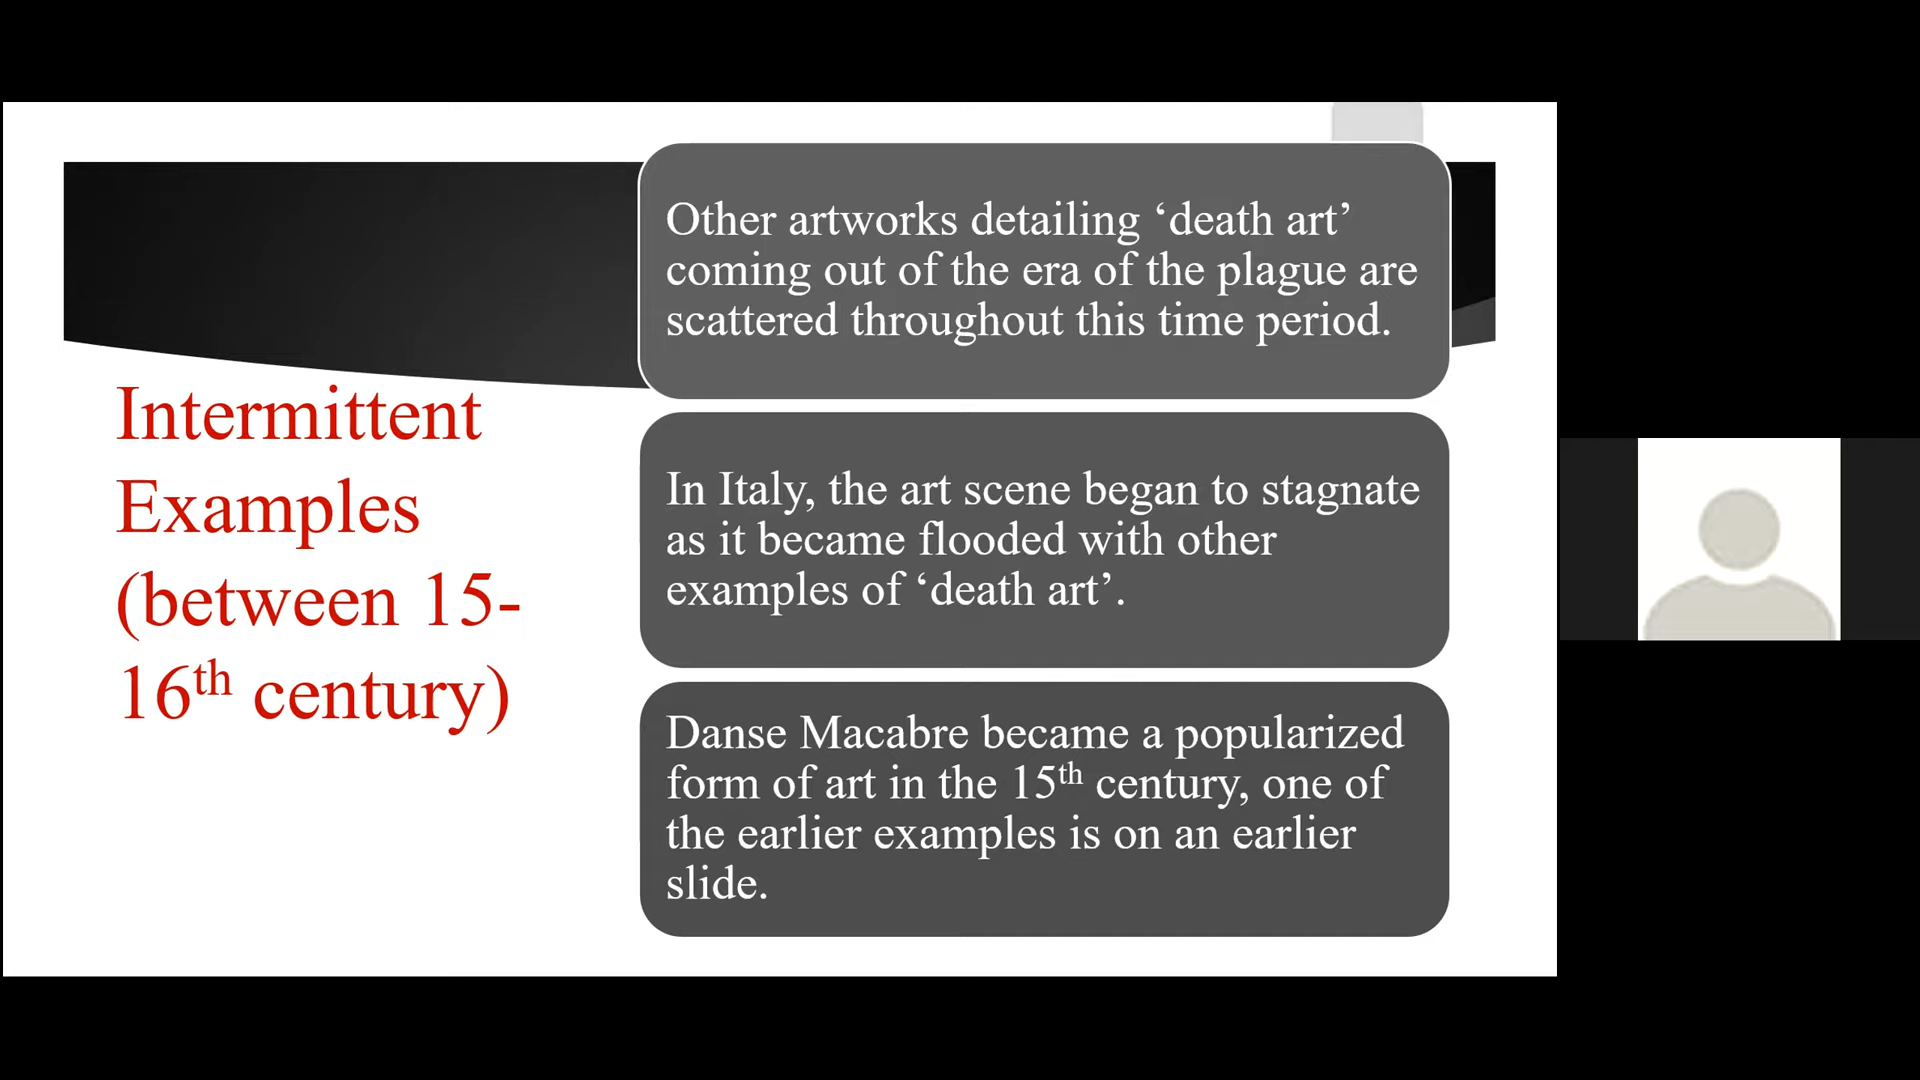 Intermittent
Examples
(between 15-
16th century)
Other artworks detailing ‘death art’
coming out of the era of the plague are
scattered throughout this time period.
In Italy, the art scene began to stagnate
as it became flooded with other
examples of ‘death art’.
Danse Macabre became a popularized
form of art in the 15th century, one of
the earlier examples is on an earlier
slide.